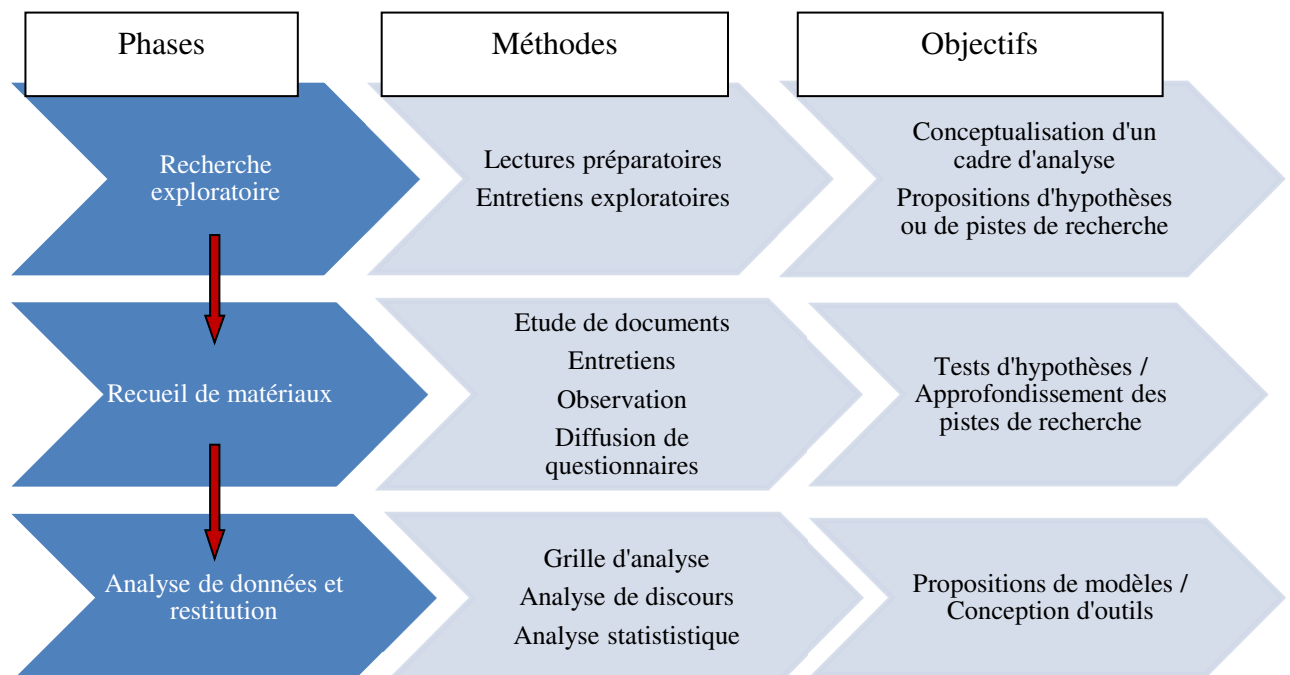 Phases
Méthodes
Objectifs
Recherche
exploratoire
Lectures préparatoires
Entretiens exploratoires
Conceptualisation d'un
cadre d'analyse
Propositions d'hypothèses
ou de pistes de recherche
Recueil de matériaux
Etude de documents
Entretiens
Observation
Diffusion de
questionnaires
Tests d'hypothèses /
Approfondissement des
pistes de recherche
Analyse de données et
restitution
Grille d'analyse
Analyse de discours
Analyse statististique
Propositions de modèles /
Conception d'outils